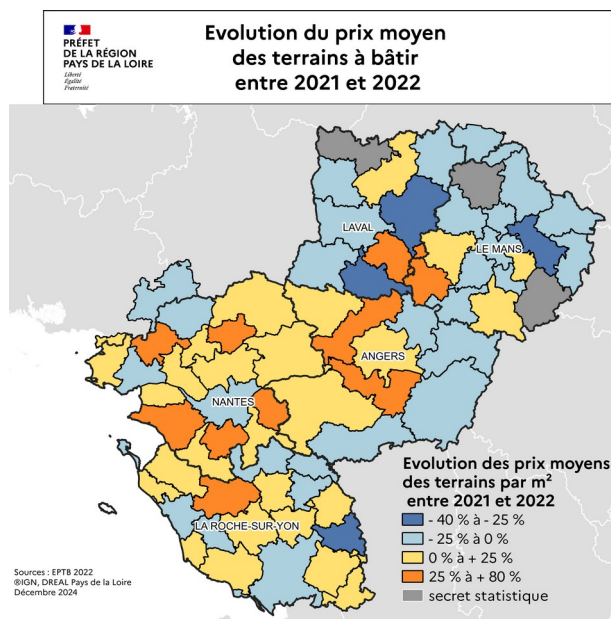 PRÉFET
DE LA RÉGION
PAYS DE LA LOIRE
Liberté
Égalité
Fraternité
Evolution du prix moyen
des terrains à bâtir
entre 2021 et 2022
LAVAL
LE MANS
ANGERS
NANTES
LA ROCHE-SUR-YON
Evolution des prix moyens
des terrains par m²
entre 2021 et 2022
- 40 % à - 25 %
- 25 % à 0 %
0 % à + 25 %
25 % à + 80 %
secret statistique
Sources : EPTB 2022
®IGN, DREAL Pays de la Loire
Décembre 2024